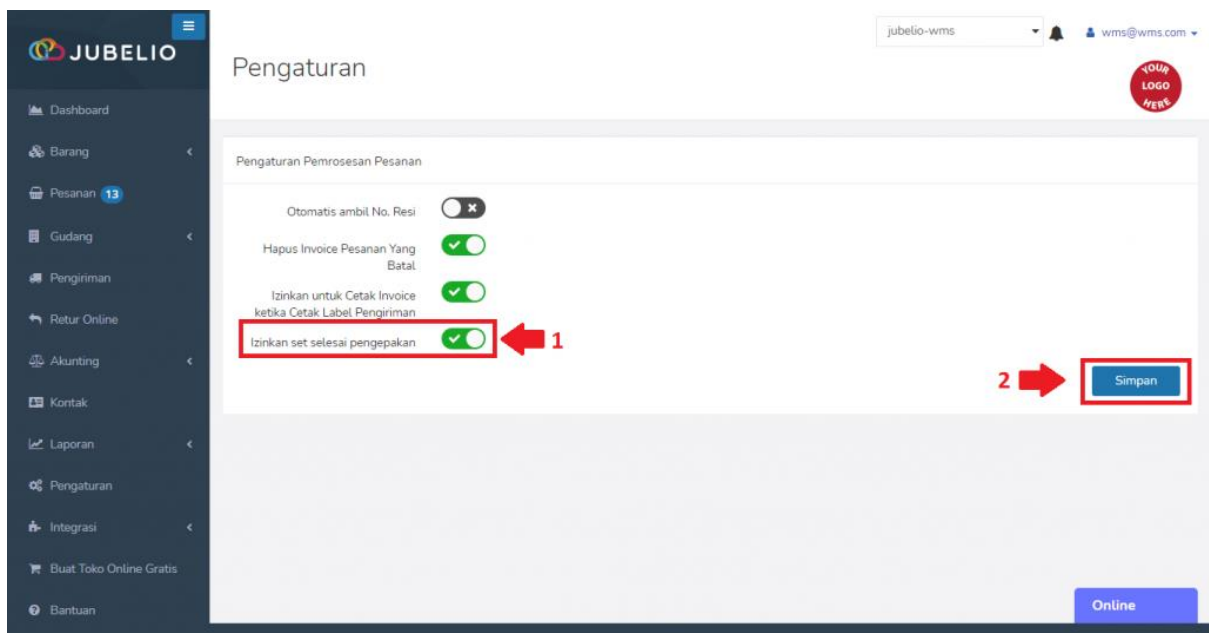 JUBELIO
jubelio-wms
wms@wms.com
Pengaturan
YOUR
LOGO
HERE
Dashboard
Barang
Pesanan 13
Gudang
Pengiriman
Retur Online
Akunting
Kontak
Laporan
Pengaturan
Integrasi
Buat Toko Online Gratis
Bantuan
Pengaturan Pemrosesan Pesanan
Otomatis ambil No. Resi
Hapus Invoice Pesanan Yang
Batal
Izinkan untuk Cetak Invoice
ketika Cetak Label Pengiriman
Izinkan set selesai pengepakan
1
2
Simpan
Online